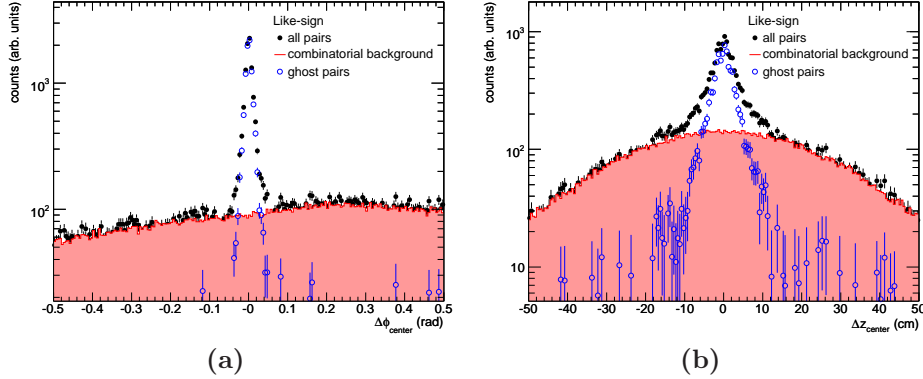 counts (arb. units)
Like-sign
all pairs
combinatorial background
ghost pairs
10³
10²
-0.5 -0.4 -0.3 -0.2 -0.1 -0 0.1 0.2 0.3 0.4 0.5
Δϕcenter (rad)
(a)
counts (arb. units)
Like-sign
all pairs
combinatorial background
ghost pairs
10³
10²
10
-50 -40 -30 -20 -10 0 10 20 30 40 50
Δzcenter (cm)
(b)